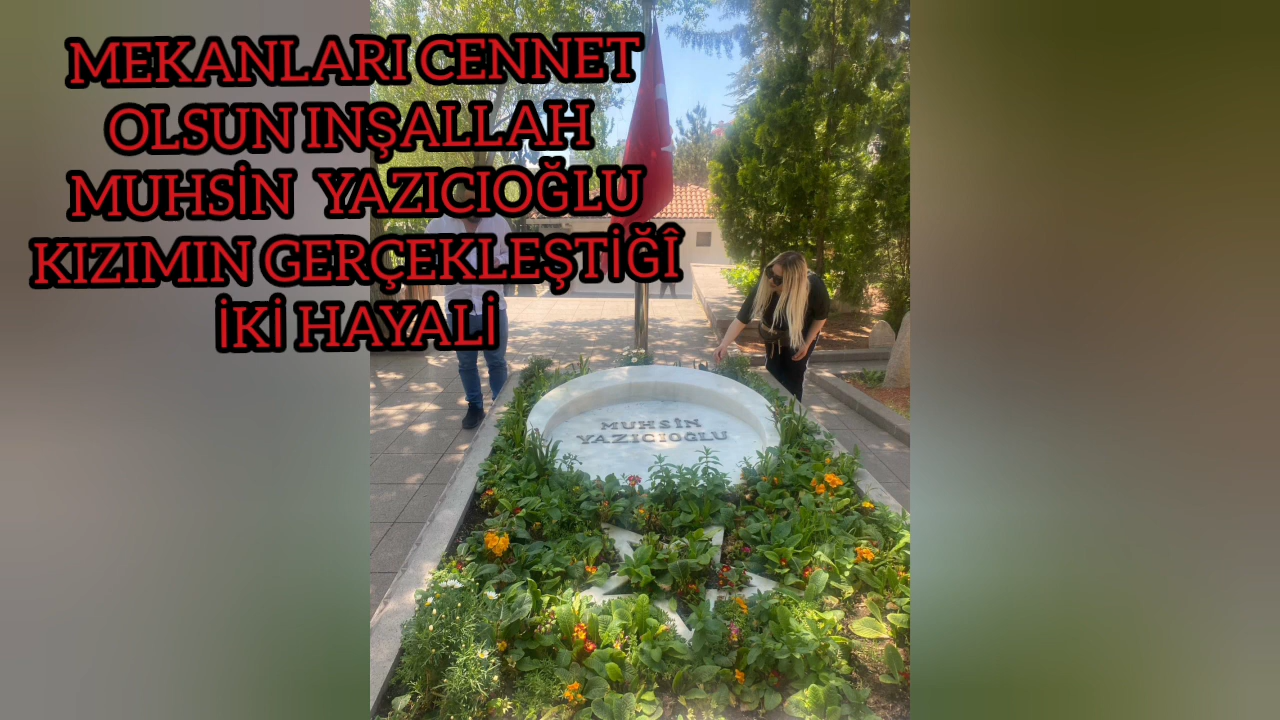 MEKANLARI CENNET
OLSUN INŞALLAH
MUHSİN YAZICIOĞLU
KIZIMIN GERÇEKLEŞTİĞÎ
İKİ HAYALİ
MUHSİN
YAZICIOĞLU